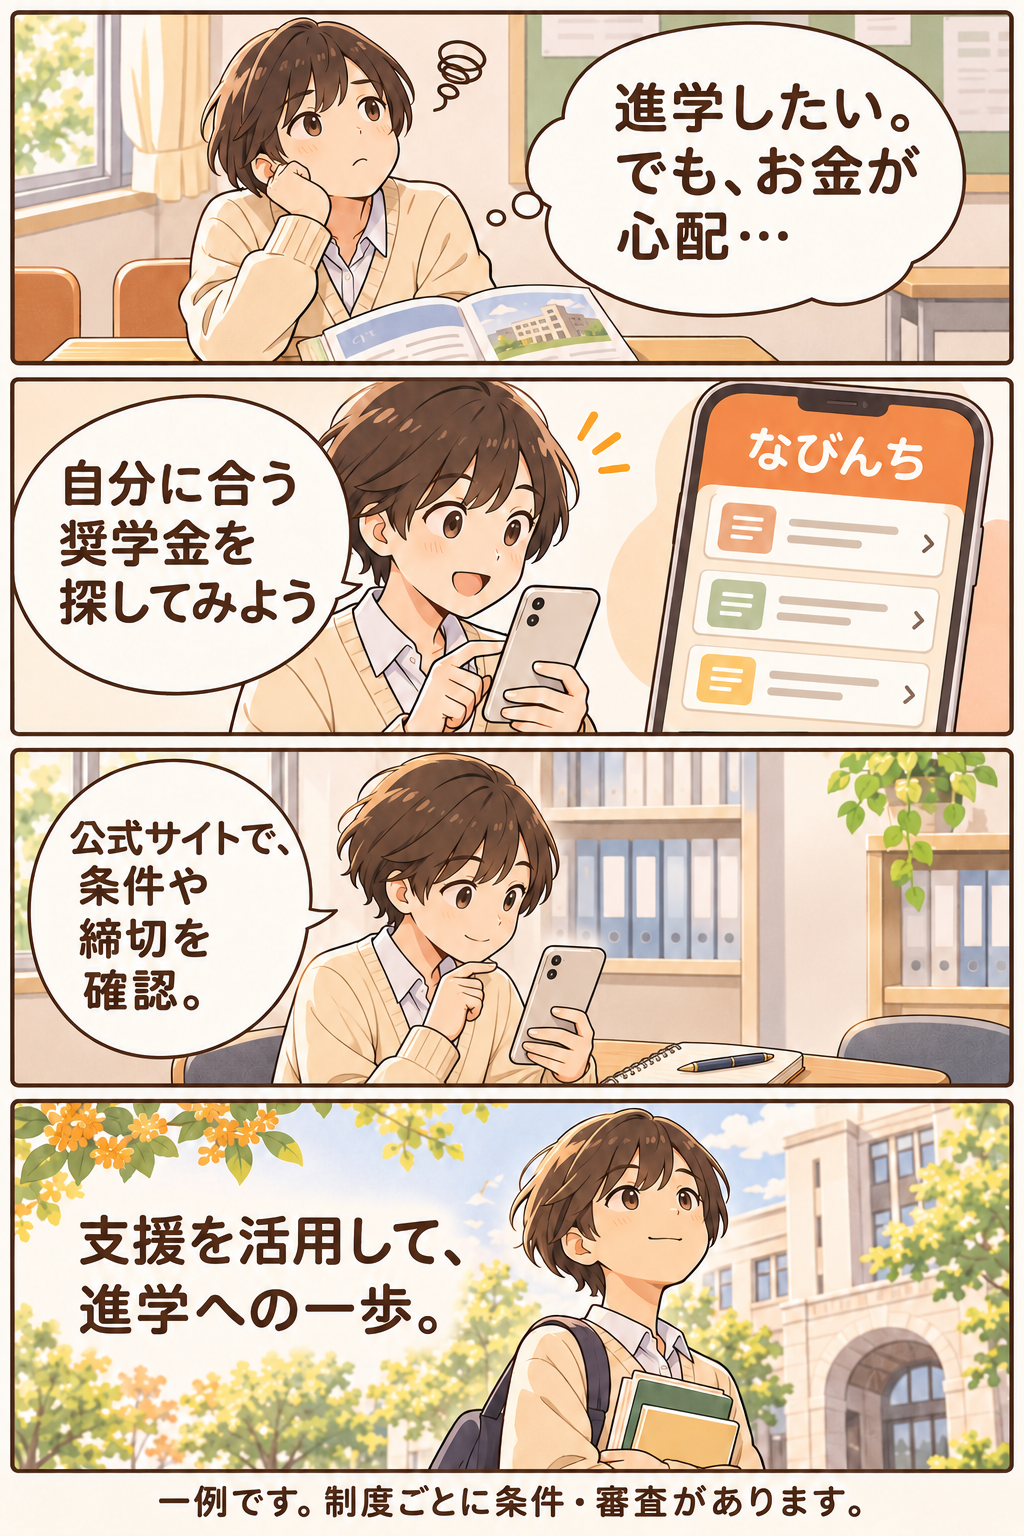 進学したい。
でも、お金が
心配…
自分に合う
奨学金を
探してみよう
なびんち
公式サイトで、
条件や
締切を
確認。
支援を活用して、
進学への一歩。
一例です。制度ごとに条件・審査があります。